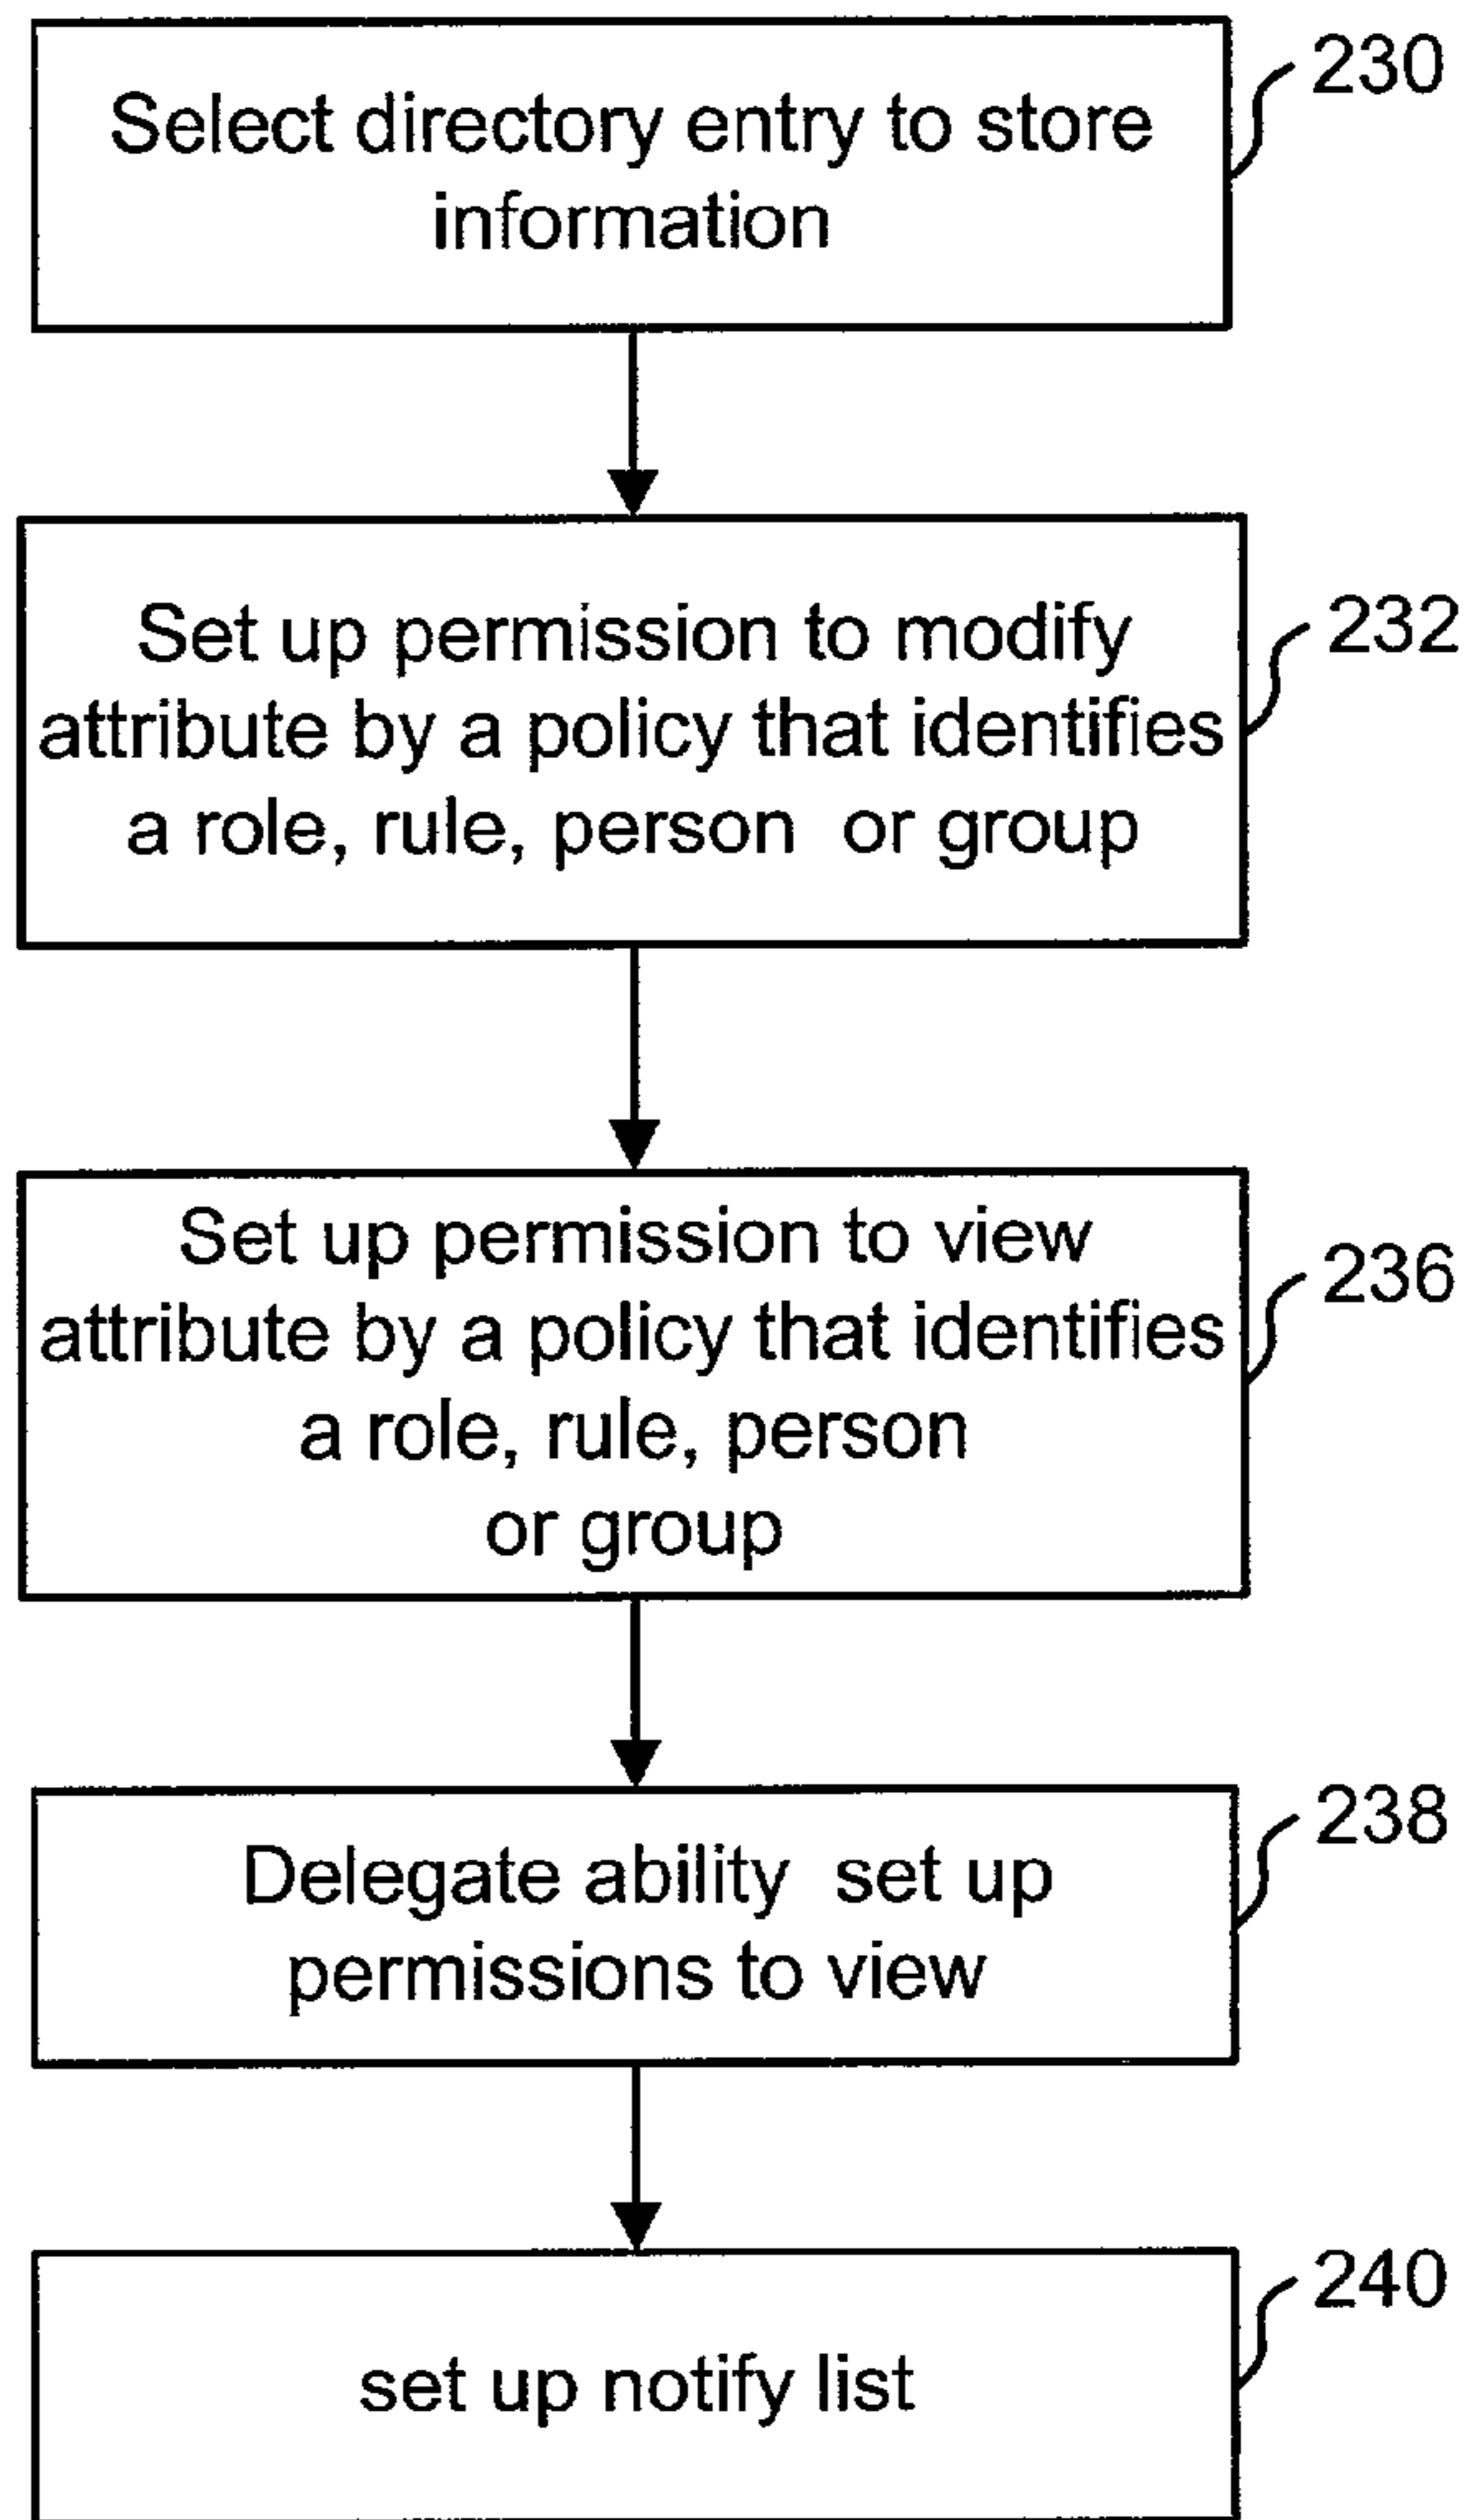 230
Select directory entry to store
information
232
Set up permission to modify
attribute by a policy that identifies
a role, rule, person or group
236
Set up permission to view
attribute by a policy that identifies
a role, rule, person
or group
238
Delegate ability set up
permissions to view
240
set up notify list